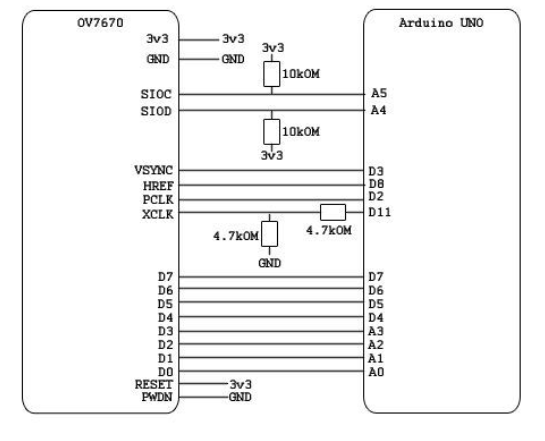 OV7670
Arduino UNO
3v3
3v3
3v3
GND
GND
10kOM
SIOC
A5
SIOD
A4
10kOM
3v3
VSYNC
D3
HREF
D8
PCLK
D2
XCLK
D11
4.7kOM
4.7kOM
GND
D7
D7
D6
D6
D5
D5
D4
D4
D3
A3
D2
A2
D1
A1
D0
A0
RESET
3v3
PWDN
GND